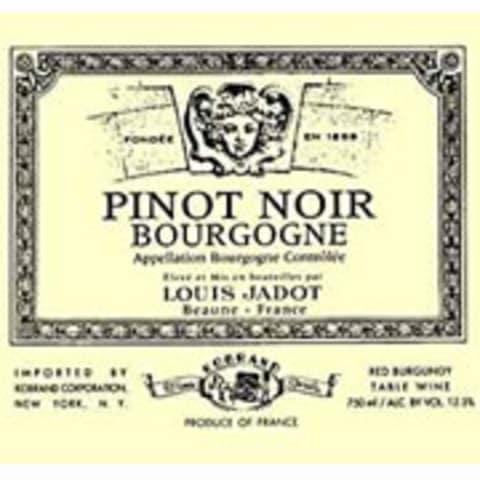 FONDÉE EN 1859
PINOT NOIR
BOURGOGNE
Appellation Bourgogne Contrôlée
Elevé et Mis en bouteilles par
LOUIS JADOT
Beaune - France
KOBRAND
IMPORTED BY
KOBRAND CORPORATION,
NEW YORK, N. Y.
RED BURGUNDY
TABLE WINE
750 ml / ALC. BY VOL. 12.5%
PRODUCE OF FRANCE